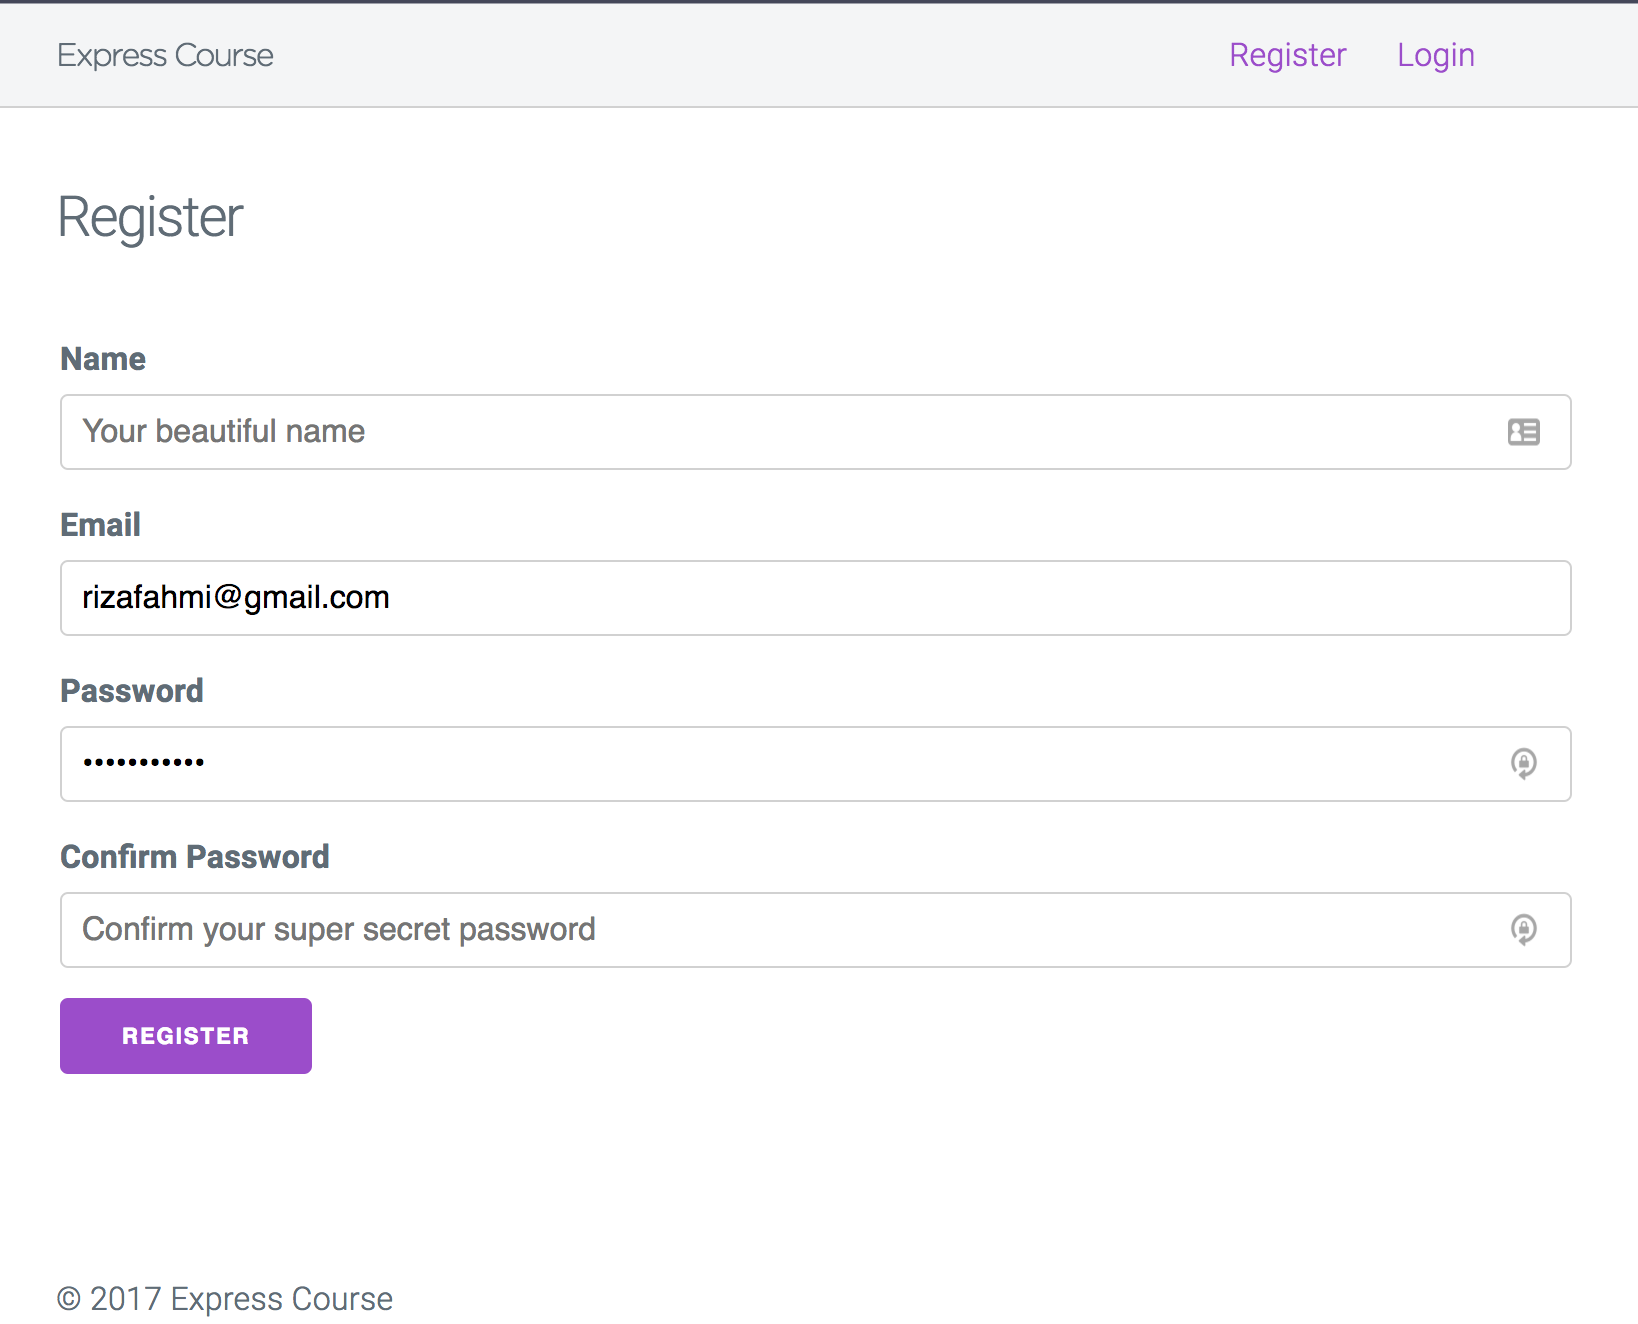 Express Course Register Login
Register
Name
Your beautiful name
Email
rizafahmi@gmail.com
Password
•••••••••••
Confirm Password
Confirm your super secret password
REGISTER
© 2017 Express Course